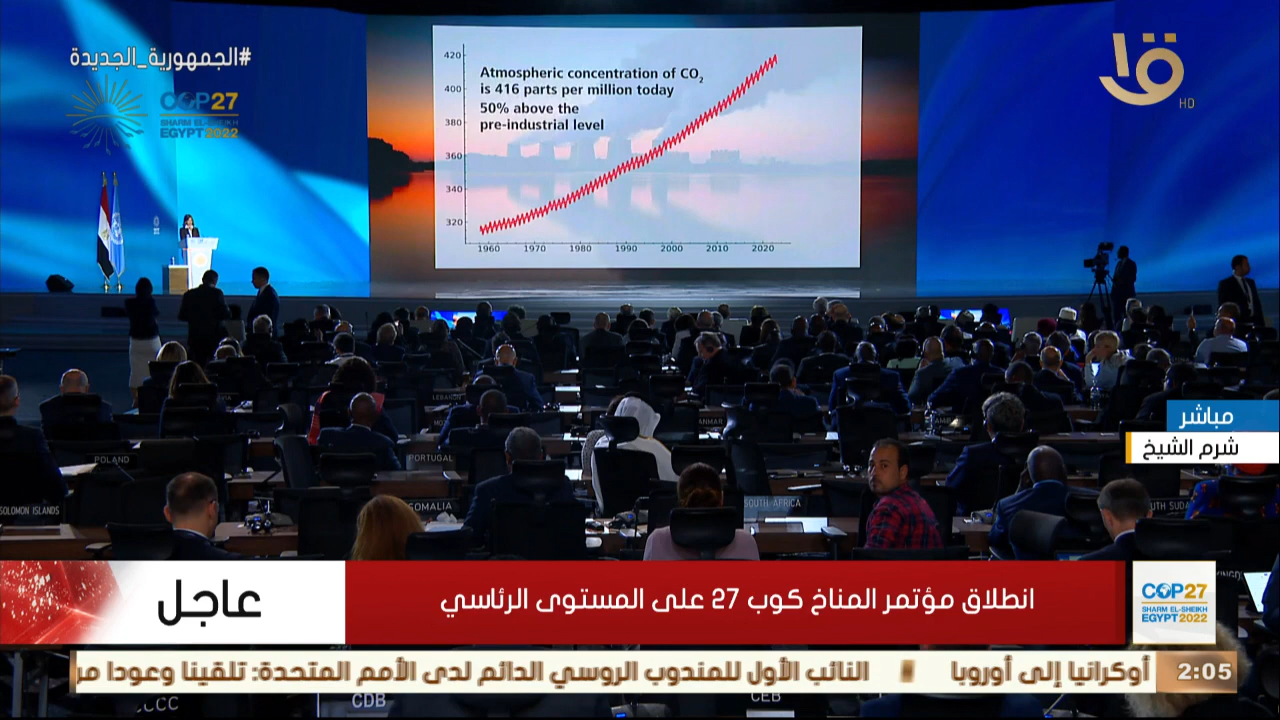 #الجمهورية_الجديدة
COP27
SHARM EL-SHEIKH
EGYPT 2022
HD
Atmospheric concentration of CO2
is 416 parts per million today
50% above the
pre-industrial level
420
400
380
360
340
320
1960 1970 1980 1990 2000 2010 2020
مباشر
شرم الشيخ
POLAND
PORTUGAL
SOLOMON ISLANDS
SOMALIA
SOUTH AFRICA
عاجل
انطلاق مؤتمر المناخ كوب 27 على المستوى الرئاسي
COP27
SHARM EL-SHEIKH
EGYPT 2022
أوكرانيا إلى أوروبا
النائب الأول للمندوب الروسي الدائم لدى الأمم المتحدة: تلقينا وعودا
2:05
CDB
CEB